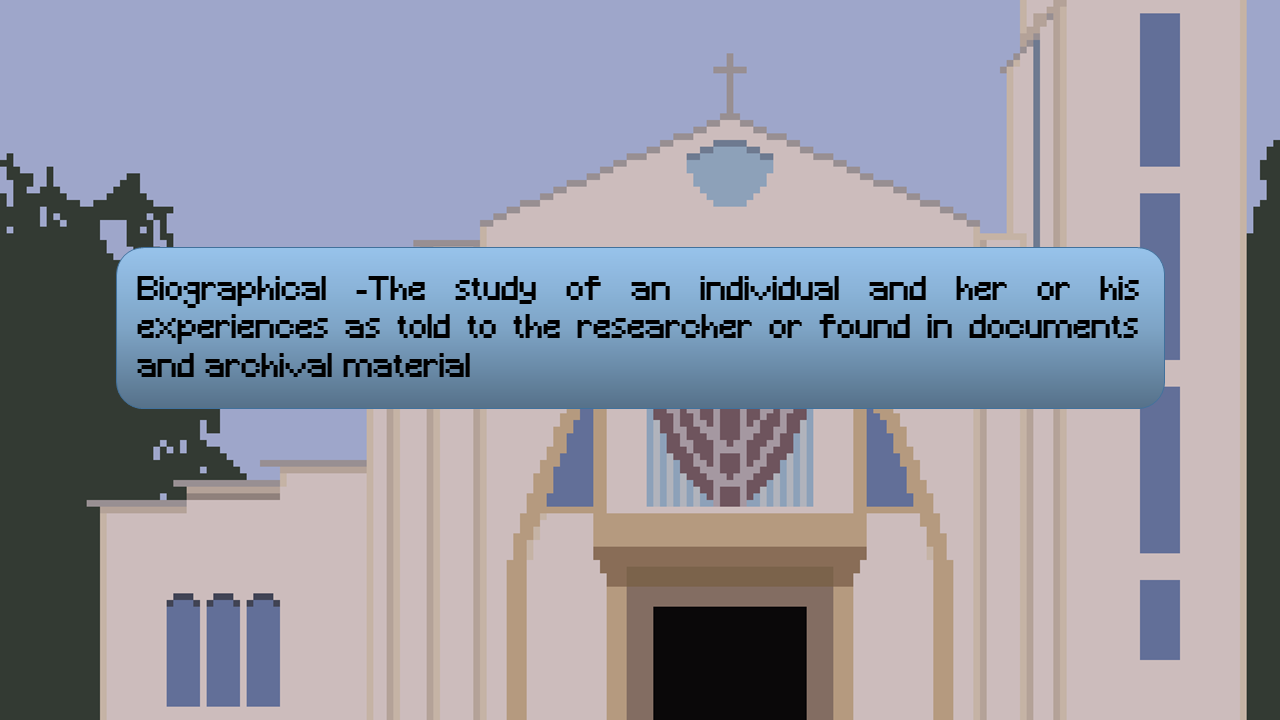 Biographical -The study of an individual and her or his
experiences as told to the researcher or found in documents
and archival material